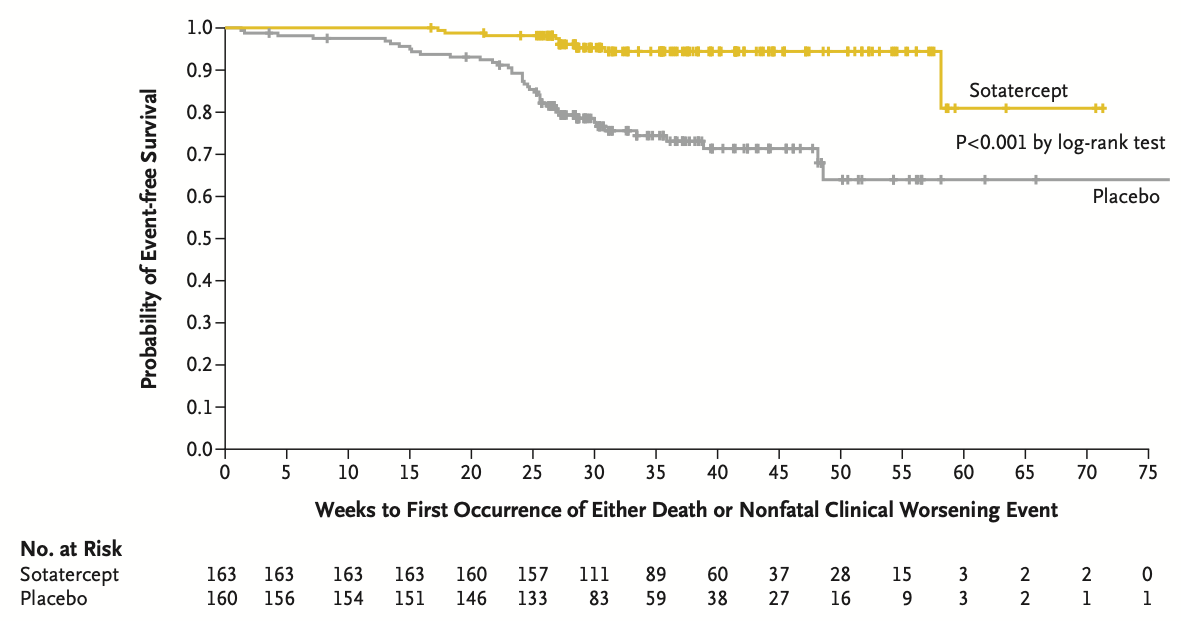 1.0
0.9
0.8
0.7
0.6
0.5
0.4
0.3
0.2
0.1
0.0
Probability of Event-free Survival
Sotatercept
P<0.001 by log-rank test
Placebo
0 5 10 15 20 25 30 35 40 45 50 55 60 65 70 75
Weeks to First Occurrence of Either Death or Nonfatal Clinical Worsening Event
No. at Risk
Sotatercept 163 163 163 163 160 157 111 89 60 37 28 15 3 2 2 0
Placebo 160 156 154 151 146 133 83 59 38 27 16 9 3 2 1 1